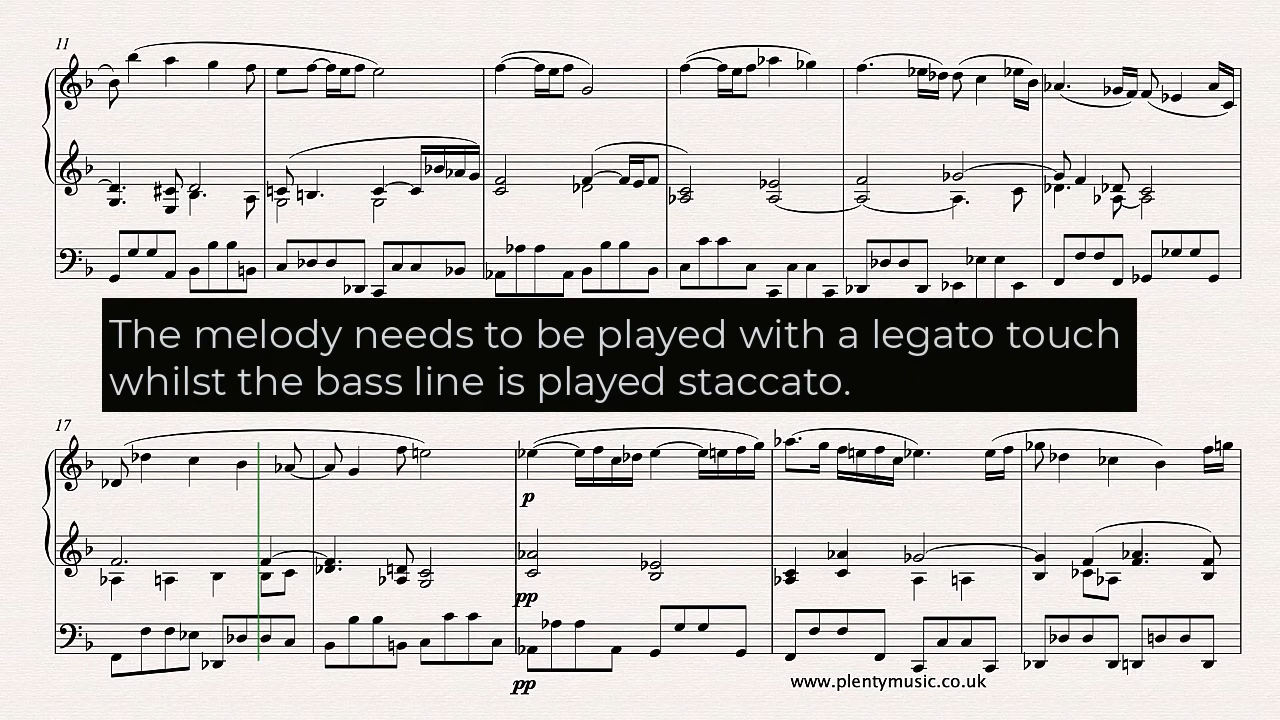 11
The melody needs to be played with a legato touch
whilst the bass line is played staccato.
17
p
pp
pp
www.plentymusic.co.uk